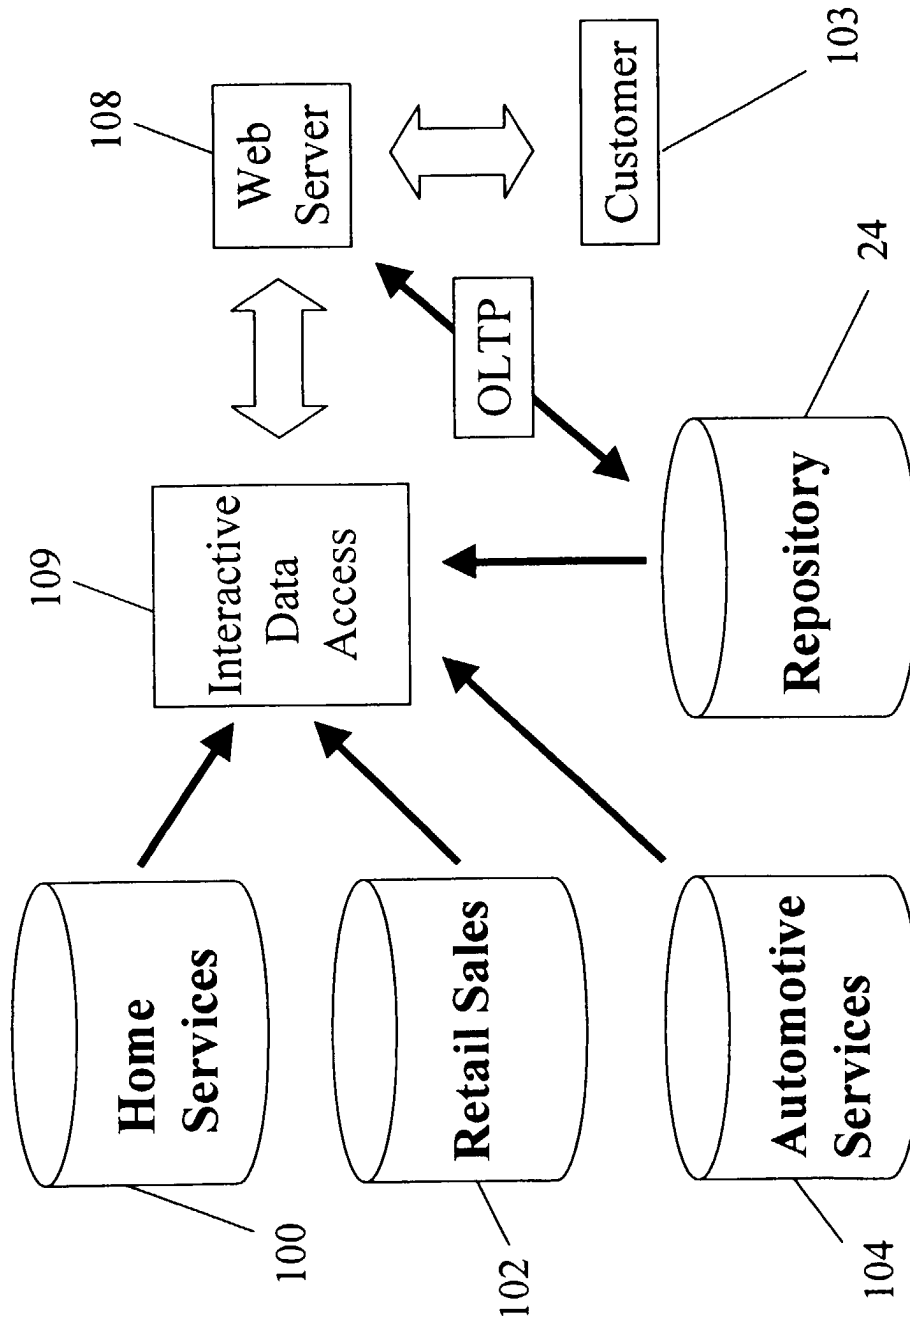 100
Home
Services
102
Retail Sales
104
Automotive
Services
109
Interactive
Data
Access
108
Web
Server
OLTP
Customer
103
Repository
24